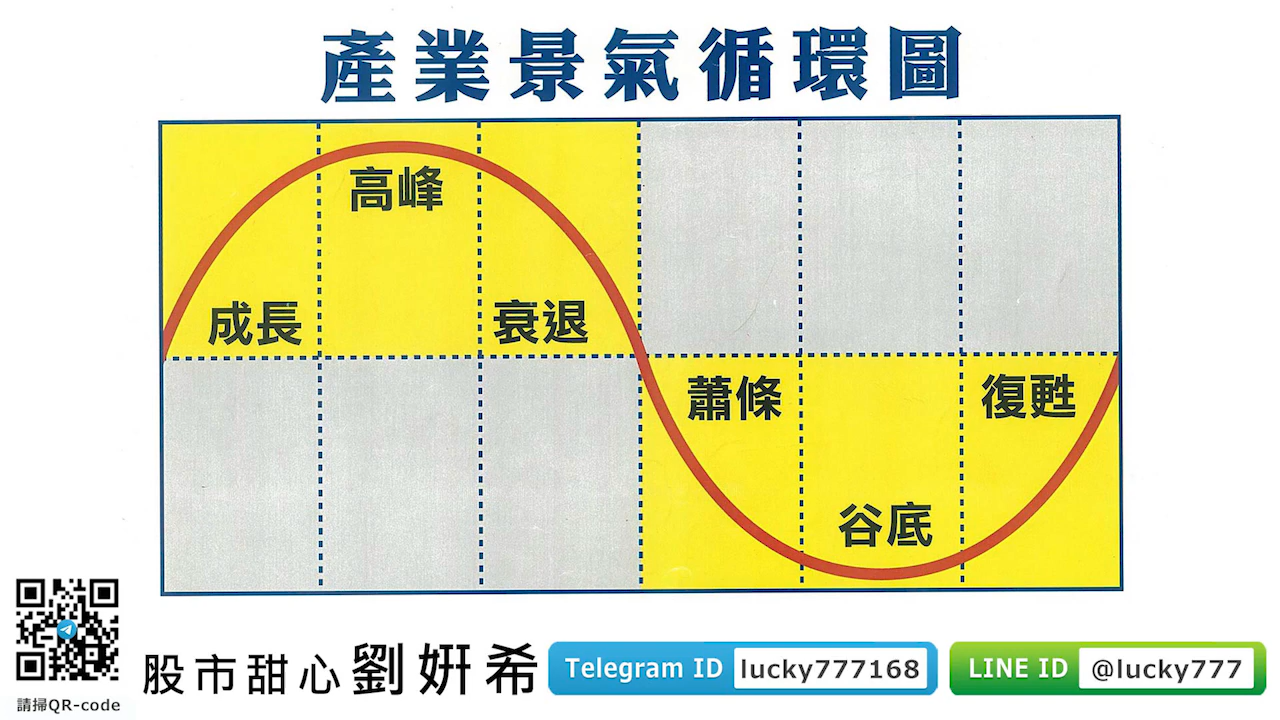 產業景氣循環圖
高峰
成長
衰退
蕭條
復甦
谷底
股市甜心劉姸希
Telegram ID lucky777168
LINE ID @lucky777
請掃QR-code